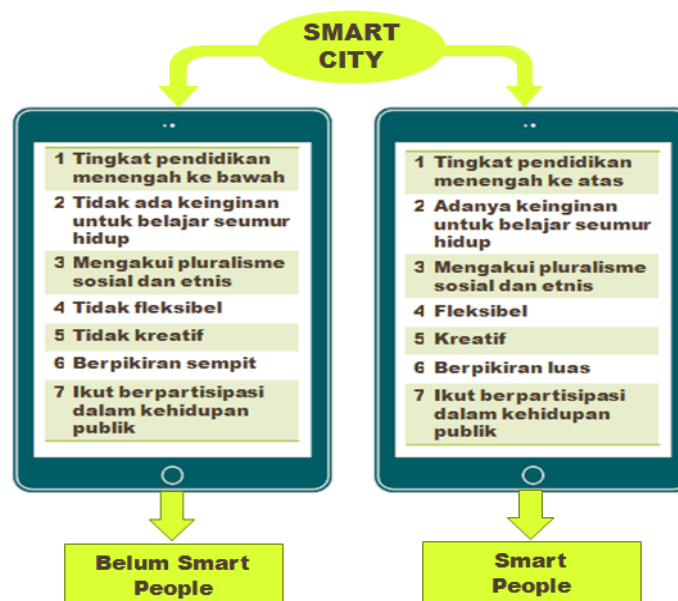 SMART
CITY
1 Tingkat pendidikan
menengah ke bawah
2 Tidak ada keinginan
untuk belajar seumur
hidup
3 Mengakui pluralisme
sosial dan etnis
4 Tidak fleksibel
5 Tidak kreatif
6 Berpikiran sempit
7 Ikut berpartisipasi
dalam kehidupan
publik
Belum Smart
People
1 Tingkat pendidikan
menengah ke atas
2 Adanya keinginan
untuk belajar seumur
hidup
3 Mengakui pluralisme
sosial dan etnis
4 Fleksibel
5 Kreatif
6 Berpikiran luas
7 Ikut berpartisipasi
dalam kehidupan
publik
Smart
People